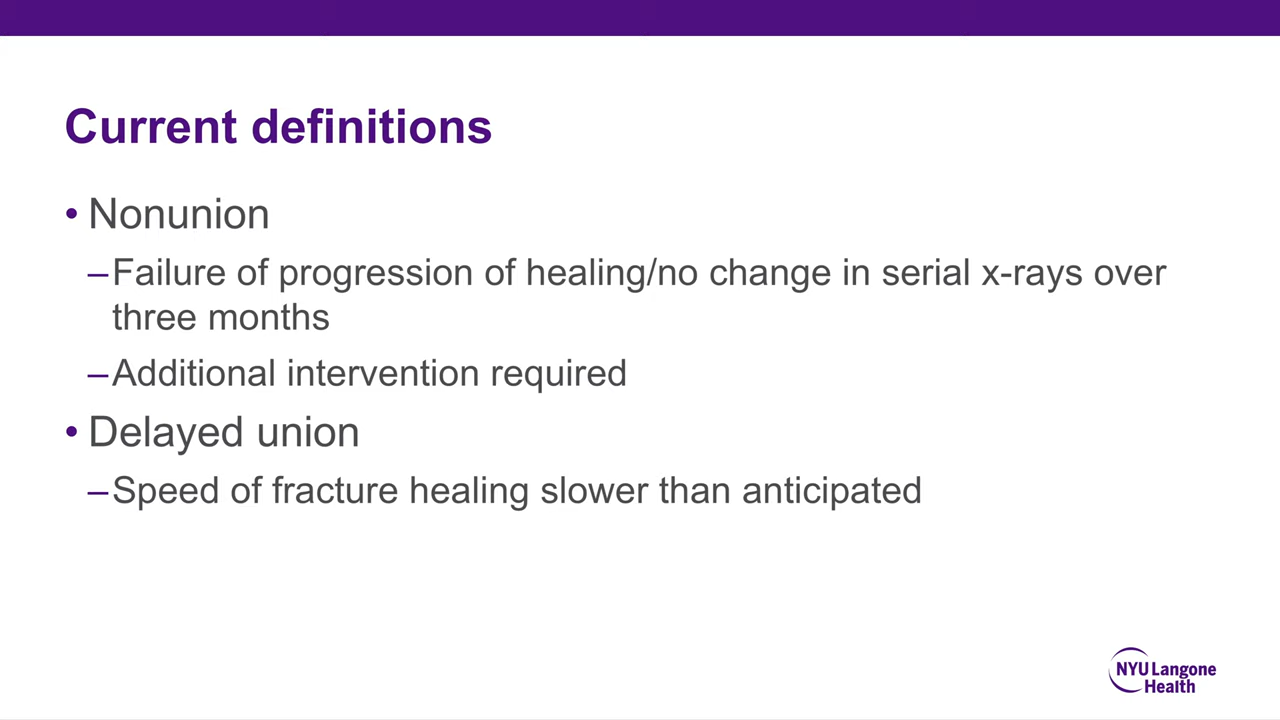 Current definitions
• Nonunion
–Failure of progression of healing/no change in serial x-rays over
three months
–Additional intervention required
• Delayed union
–Speed of fracture healing slower than anticipated
NYU Langone
Health